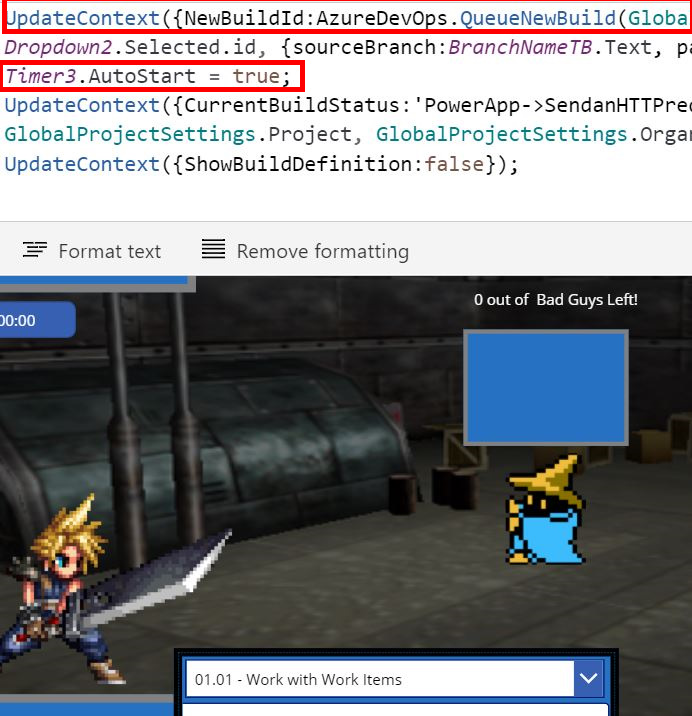 UpdateContext({NewBuildId:AzureDevOps.QueueNewBuild(Globa
Dropdown2.Selected.id, {sourceBranch:BranchNameTB.Text, pa
Timer3.AutoStart = true;
UpdateContext({CurrentBuildStatus:'PowerApp->SendanHTTPrec
GlobalProjectSettings.Project, GlobalProjectSettings.Organ
UpdateContext({ShowBuildDefinition:false});
Format text
Remove formatting
0 out of Bad Guys Left!
00:00
01.01 - Work with Work Items